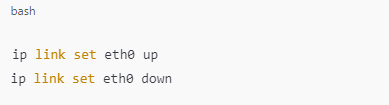 bash
ip link set eth0 up
ip link set eth0 down